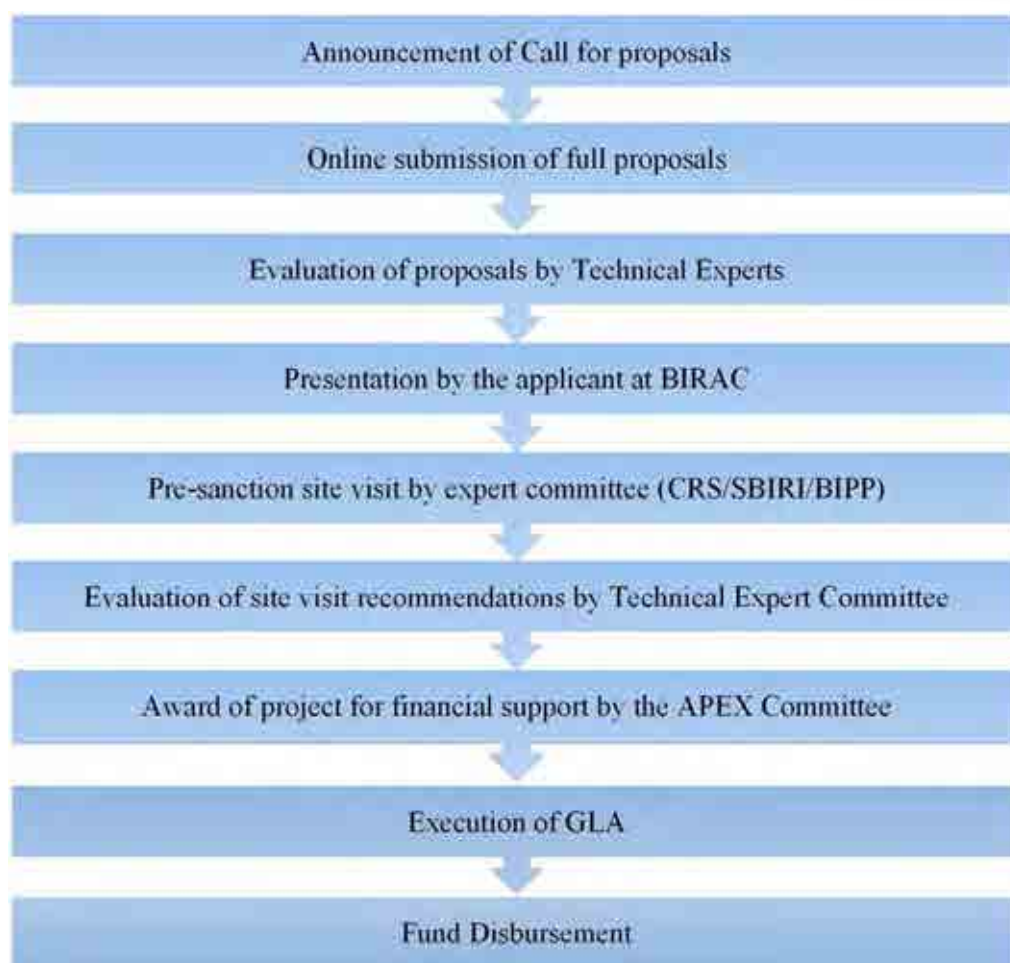 Announcement of Call for proposals
Online submission of full proposals
Evaluation of proposals by Technical Experts
Presentation by the applicant at BIRAC
Pre-sanction site visit by expert committee (CRS/SBIRI/BIPP)
Evaluation of site visit recommendations by Technical Expert Committee
Award of project for financial support by the APEX Committee
Execution of GLA
Fund Disbursement